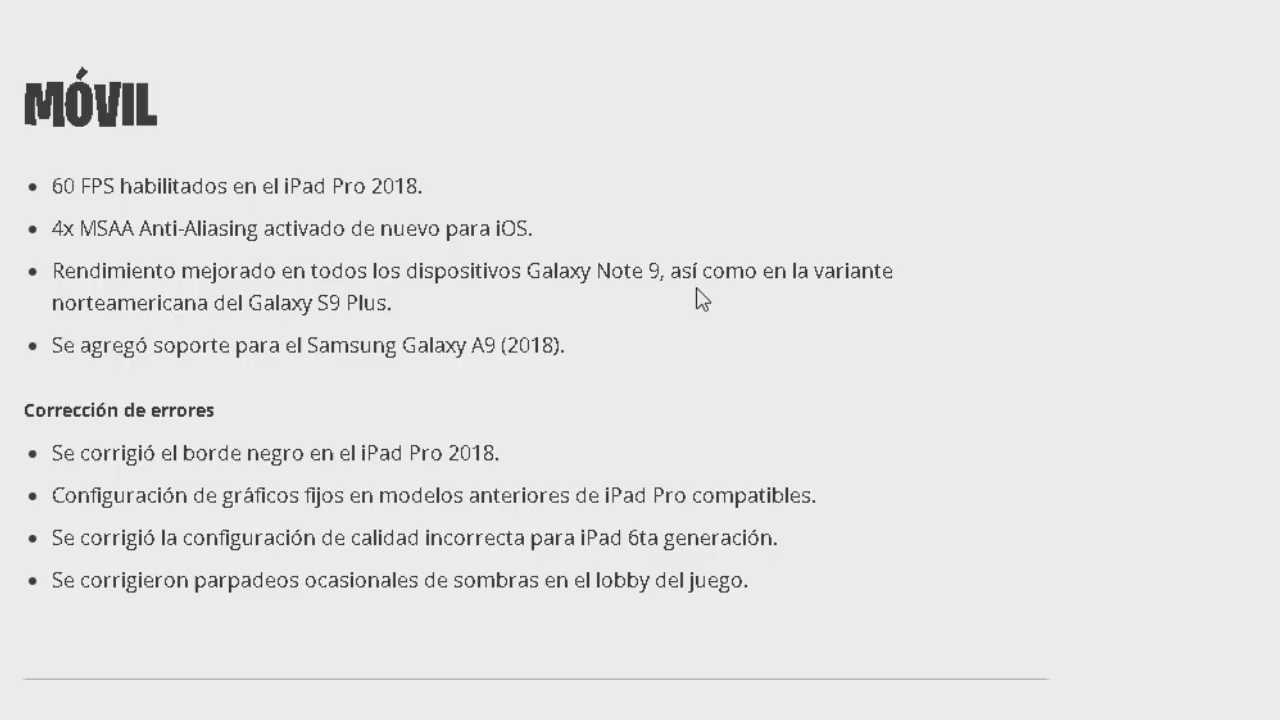 MÓVIL
60 FPS habilitados en el iPad Pro 2018.
4x MSAA Anti-Aliasing activado de nuevo para iOS.
Rendimiento mejorado en todos los dispositivos Galaxy Note 9, así como en la variante
norteamericana del Galaxy S9 Plus.
Se agregó soporte para el Samsung Galaxy A9 (2018).
Corrección de errores
Se corrigió el borde negro en el iPad Pro 2018.
Configuración de gráficos fijos en modelos anteriores de iPad Pro compatibles.
Se corrigió la configuración de calidad incorrecta para iPad 6ta generación.
Se corrigieron parpadeos ocasionales de sombras en el lobby del juego.